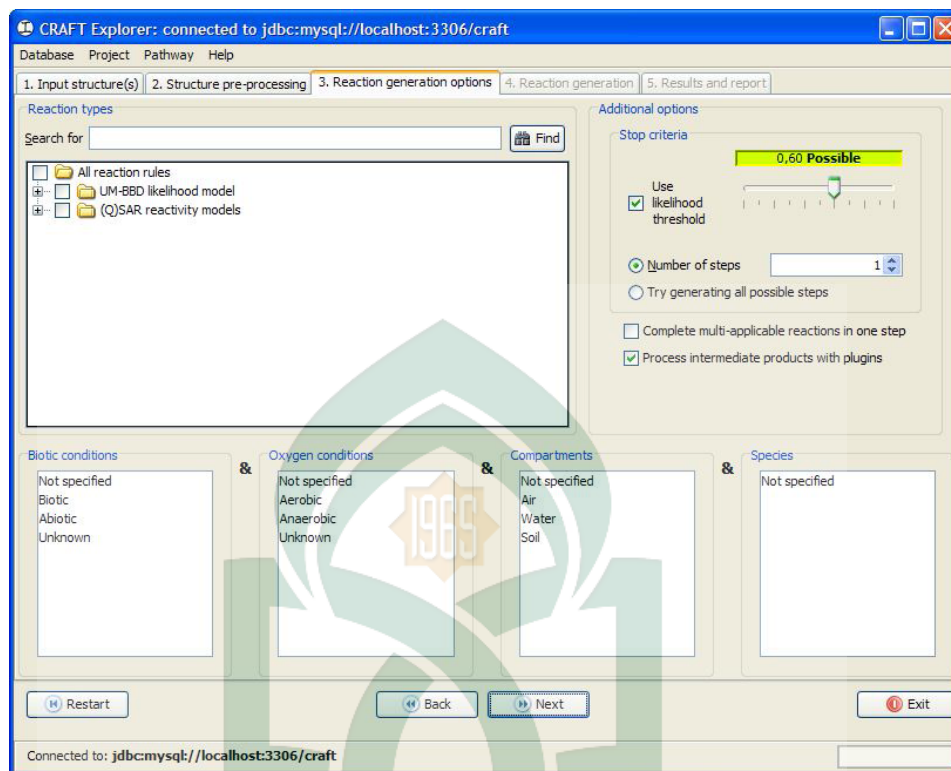 CRAFT Explorer: connected to jdbc:mysql://localhost:3306/craft
Database Project Pathway Help
1. Input structure(s) 2. Structure pre-processing 3. Reaction generation options 4. Reaction generation 5. Results and report
Reaction types
Search for Find
All reaction rules
UM-BBD likelihood model
(Q)SAR reactivity models
Additional options
Stop criteria
0,60 Possible
Use likelihood threshold
Number of steps 1
Try generating all possible steps
Complete multi-applicable reactions in one step
Process intermediate products with plugins
Biotic conditions
Not specified
Biotic
Abiotic
Unknown
&
Oxygen conditions
Not specified
Aerobic
Anaerobic
Unknown
&
Compartments
Not specified
Air
Water
Soil
&
Species
Not specified
1965
Restart Back Next Exit
Connected to: jdbc:mysql://localhost:3306/craft